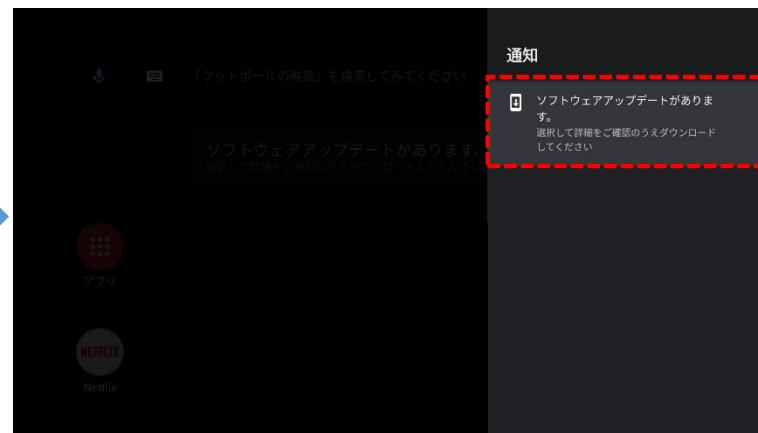 通知
「フットボールの映画」を検索してみてください
ソフトウェアアップデートがありま
す。
選択して詳細をご確認のうえダウンロード
してください
ソフトウェアアップデートがあります。
選択して詳細をご確認のうえダウンロードしてください
アプリ
NETFLIX
Netflix